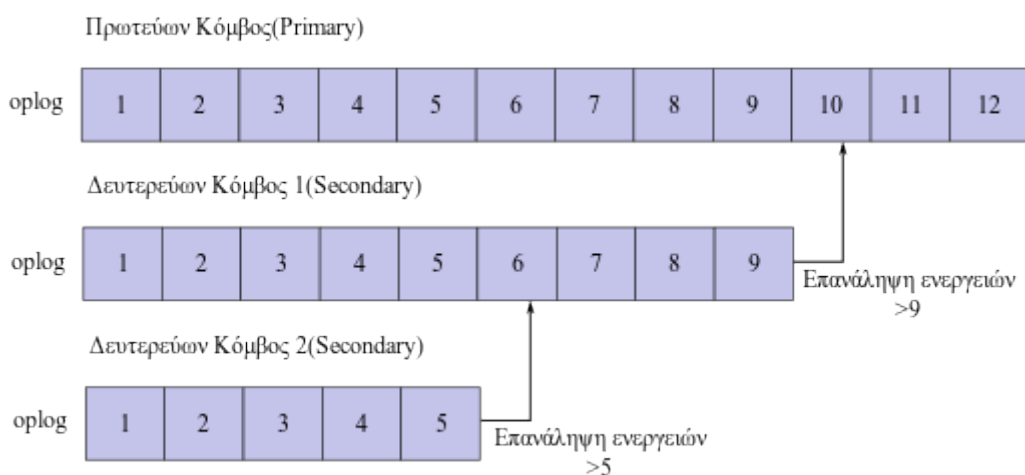 Πρωτεύων Κόμβος(Primary)
oplog 1 2 3 4 5 6 7 8 9 10 11 12
Δευτερεύων Κόμβος 1(Secondary)
oplog 1 2 3 4 5 6 7 8 9
Επανάληψη ενεργειών
>9
Δευτερεύων Κόμβος 2(Secondary)
oplog 1 2 3 4 5
Επανάληψη ενεργειών
>5